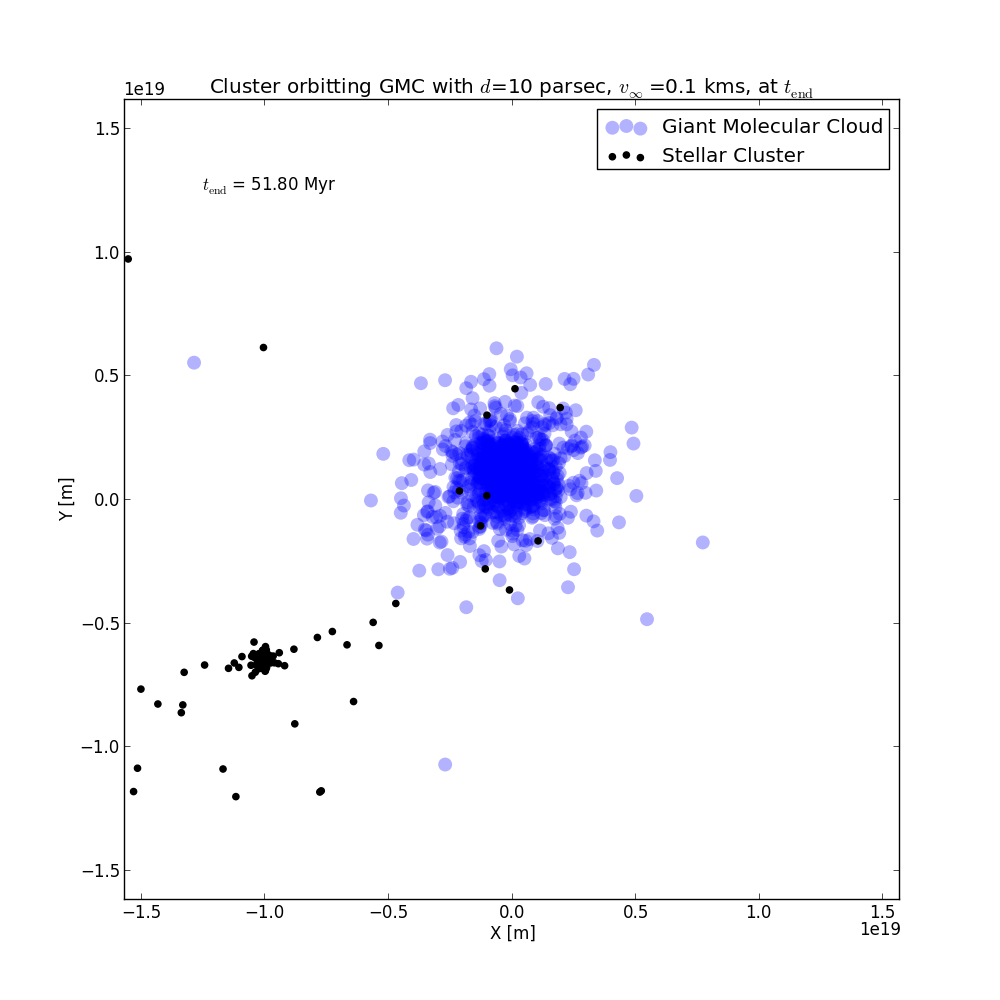 Cluster orbitting GMC with d=10 parsec, v∞ =0.1 kms, at t_end
1e19
Giant Molecular Cloud
Stellar Cluster
t_end = 51.80 Myr
1.5
1.0
0.5
0.0
−0.5
−1.0
−1.5
Y [m]
−1.5 −1.0 −0.5 0.0 0.5 1.0 1.5
X [m]
1e19